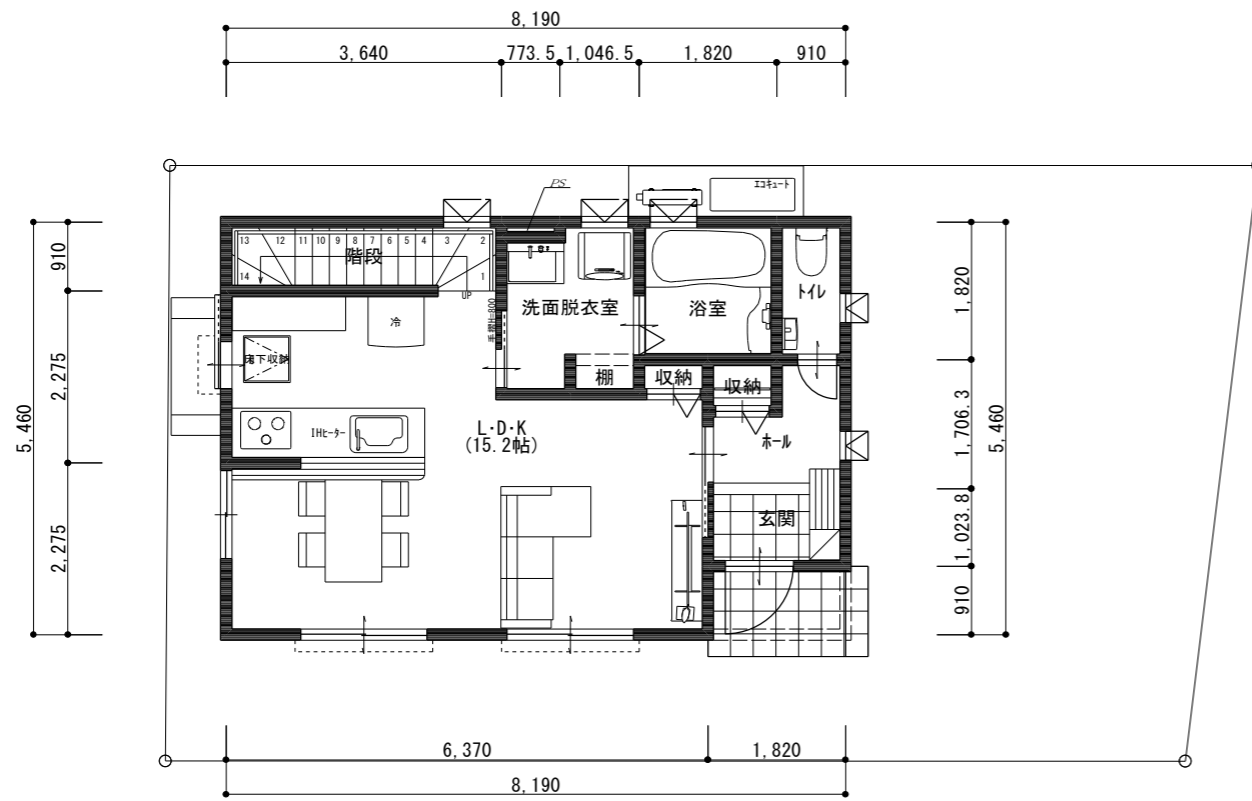 8,190
3,640
773.5
1,046.5
1,820
910
エコキュート
PS
13
12
11
10
9
8
7
6
5
4
3
2
14
1
階段
UP
910
2,275
2,275
5,460
冷
手摺H=800
洗面脱衣室
浴室
トイレ
床下収納
棚
収納
収納
IHヒーター
L・D・K
(15.2帖)
ホール
玄関
1,820
1,706.3
1,023.8
910
5,460
6,370
1,820
8,190